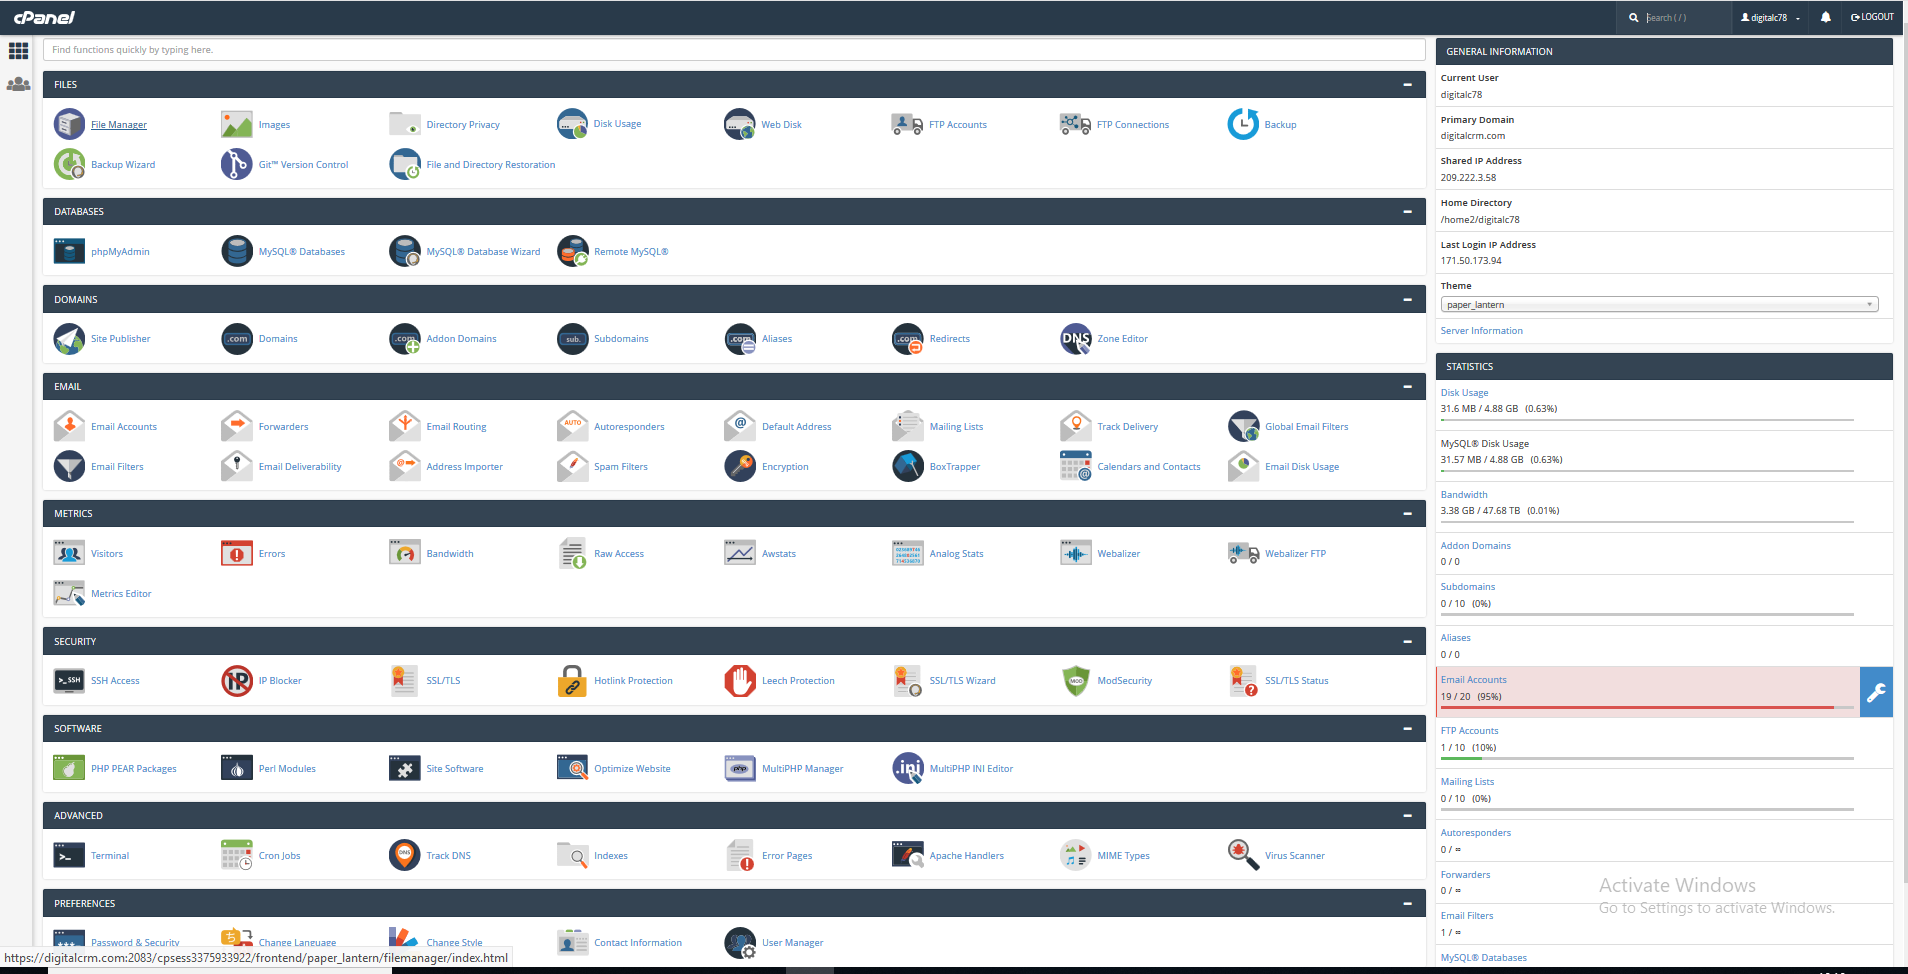 cPanel
Search ( / )
digitalc78
LOGOUT
Find functions quickly by typing here.
FILES
File Manager
Images
Directory Privacy
Disk Usage
Web Disk
FTP Accounts
FTP Connections
Backup
Backup Wizard
Git™ Version Control
File and Directory Restoration
DATABASES
phpMyAdmin
MySQL® Databases
MySQL® Database Wizard
Remote MySQL®
DOMAINS
Site Publisher
.com
Domains
.com
Addon Domains
sub.
Subdomains
.com
Aliases
.com
Redirects
DNS
Zone Editor
EMAIL
Email Accounts
Forwarders
Email Routing
AUTO
Autoresponders
@
Default Address
Mailing Lists
Track Delivery
Global Email Filters
Email Filters
Email Deliverability
@
Address Importer
Spam Filters
Encryption
BoxTrapper
@
Calendars and Contacts
Email Disk Usage
METRICS
Visitors
Errors
Bandwidth
Raw Access
Awstats
Analog Stats
Webalizer
Webalizer FTP
Metrics Editor
SECURITY
>_SSH
SSH Access
IP
IP Blocker
SSL/TLS
Hotlink Protection
Leech Protection
SSL/TLS Wizard
MOD
ModSecurity
?
SSL/TLS Status
SOFTWARE
PHP PEAR Packages
Perl Modules
Site Software
Optimize Website
php
MultiPHP Manager
.ini
MultiPHP INI Editor
ADVANCED
>_
Terminal
Cron Jobs
DNS
Track DNS
Indexes
Error Pages
Apache Handlers
MIME Types
Virus Scanner
PREFERENCES
***_
Password & Security
Change Language
Change Style
Contact Information
User Manager
https://digitalcrm.com:2083/cpsess3375933922/frontend/paper_lantern/filemanager/index.html
GENERAL INFORMATION
Current User
digitalc78
Primary Domain
digitalcrm.com
Shared IP Address
209.222.3.58
Home Directory
/home2/digitalc78
Last Login IP Address
171.50.173.94
Theme
paper_lantern
Server Information
STATISTICS
Disk Usage
31.6 MB / 4.88 GB (0.63%)
MySQL® Disk Usage
31.57 MB / 4.88 GB (0.63%)
Bandwidth
3.38 GB / 47.68 TB (0.01%)
Addon Domains
0 / 0
Subdomains
0 / 10 (0%)
Aliases
0 / 0
Email Accounts
19 / 20 (95%)
FTP Accounts
1 / 10 (10%)
Mailing Lists
0 / 10 (0%)
Autoresponders
0 / ∞
Forwarders
0 / ∞
Email Filters
1 / ∞
MySQL® Databases
Activate Windows
Go to Settings to activate Windows.